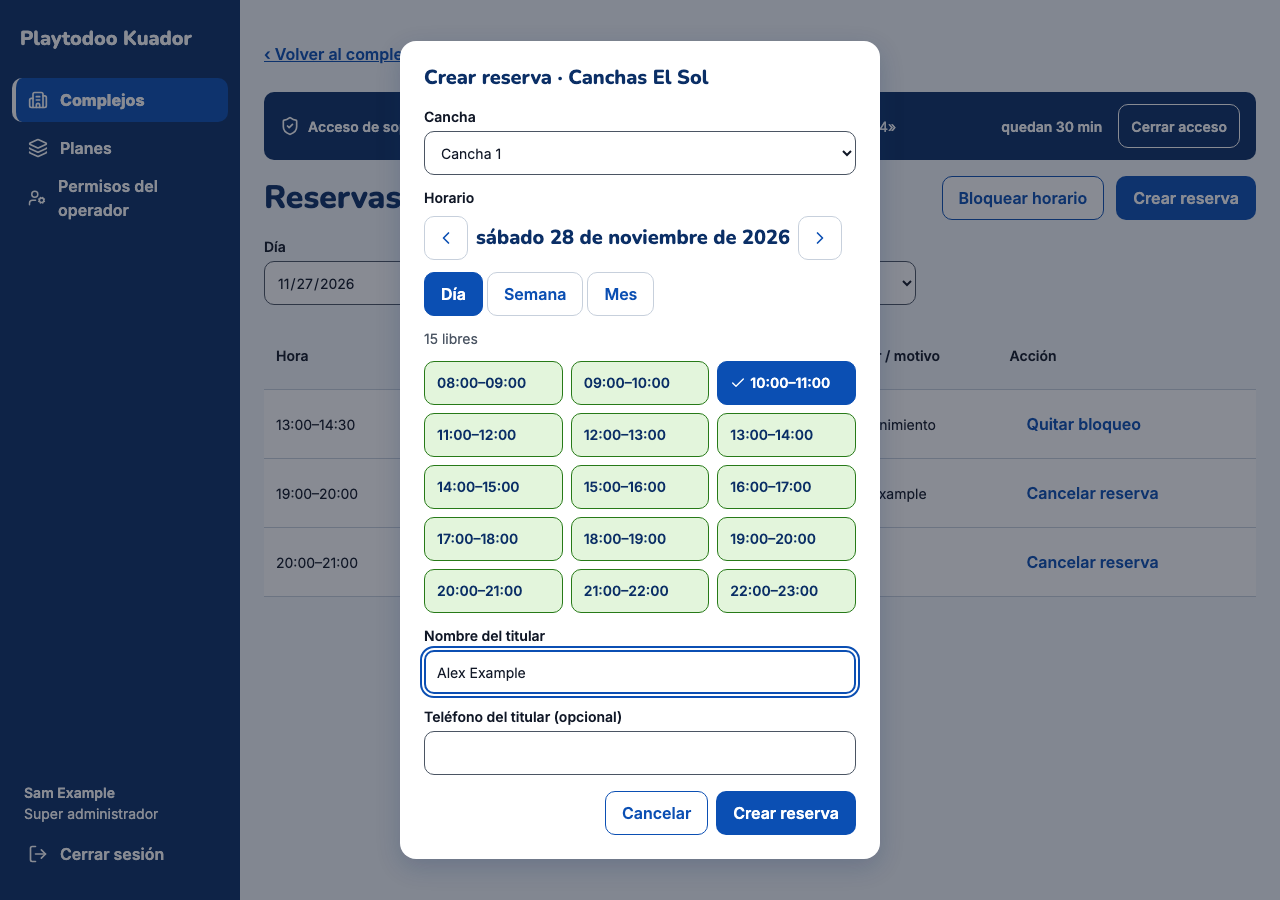 Playtodoo Kuador
Complejos
Planes
Permisos del
operador
Sam Example
Super administrador
Cerrar sesión
‹ Volver al
Acceso de
4»
quedan 30 min
Cerrar acceso
Reservas
Bloquear horario
Crear reserva
Día
11/27/2026
Hora
/ motivo
Acción
13:00–14:30
Quitar bloqueo
19:00–20:00
Cancelar reserva
20:00–21:00
Cancelar reserva
Crear reserva · Canchas El Sol
Cancha
Cancha 1
Horario
sábado 28 de noviembre de 2026
Día
Semana
Mes
15 libres
08:00–09:00
09:00–10:00
10:00–11:00
11:00–12:00
12:00–13:00
13:00–14:00
14:00–15:00
15:00–16:00
16:00–17:00
17:00–18:00
18:00–19:00
19:00–20:00
20:00–21:00
21:00–22:00
22:00–23:00
Nombre del titular
Alex Example
Teléfono del titular (opcional)
Cancelar
Crear reserva